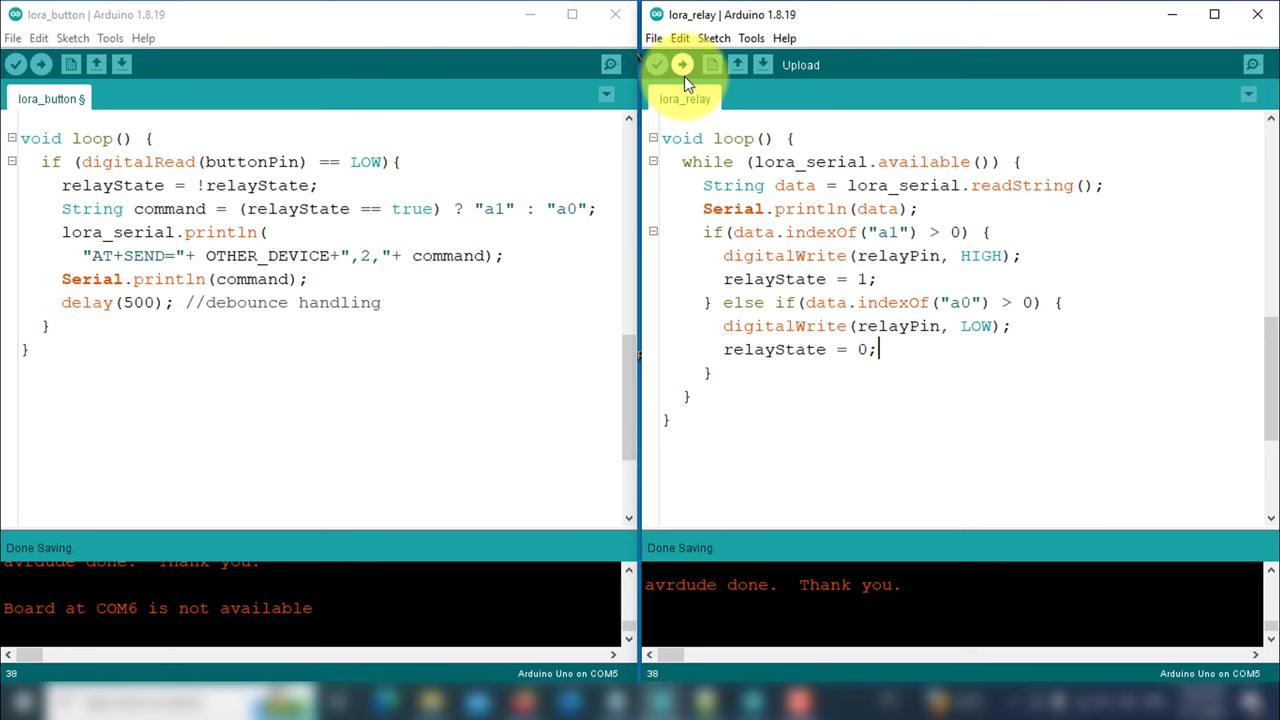 lora_button | Arduino 1.8.19
File Edit Sketch Tools Help
lora_button §
void loop() {
if (digitalRead(buttonPin) == LOW){
relayState = !relayState;
String command = (relayState == true) ? "a1" : "a0";
lora_serial.println(
"AT+SEND="+ OTHER_DEVICE+",2,"+ command);
Serial.println(command);
delay(500); //debounce handling
}
}
Done Saving.
avrdude done. Thank you.
Board at COM6 is not available
38
Arduino Uno on COM5
lora_relay | Arduino 1.8.19
File Edit Sketch Tools Help
Upload
lora_relay
void loop() {
while (lora_serial.available()) {
String data = lora_serial.readString();
Serial.println(data);
if(data.indexOf("a1") > 0) {
digitalWrite(relayPin, HIGH);
relayState = 1;
} else if(data.indexOf("a0") > 0) {
digitalWrite(relayPin, LOW);
relayState = 0;
}
}
}
Done Saving.
avrdude done. Thank you.
38
Arduino Uno on COM5